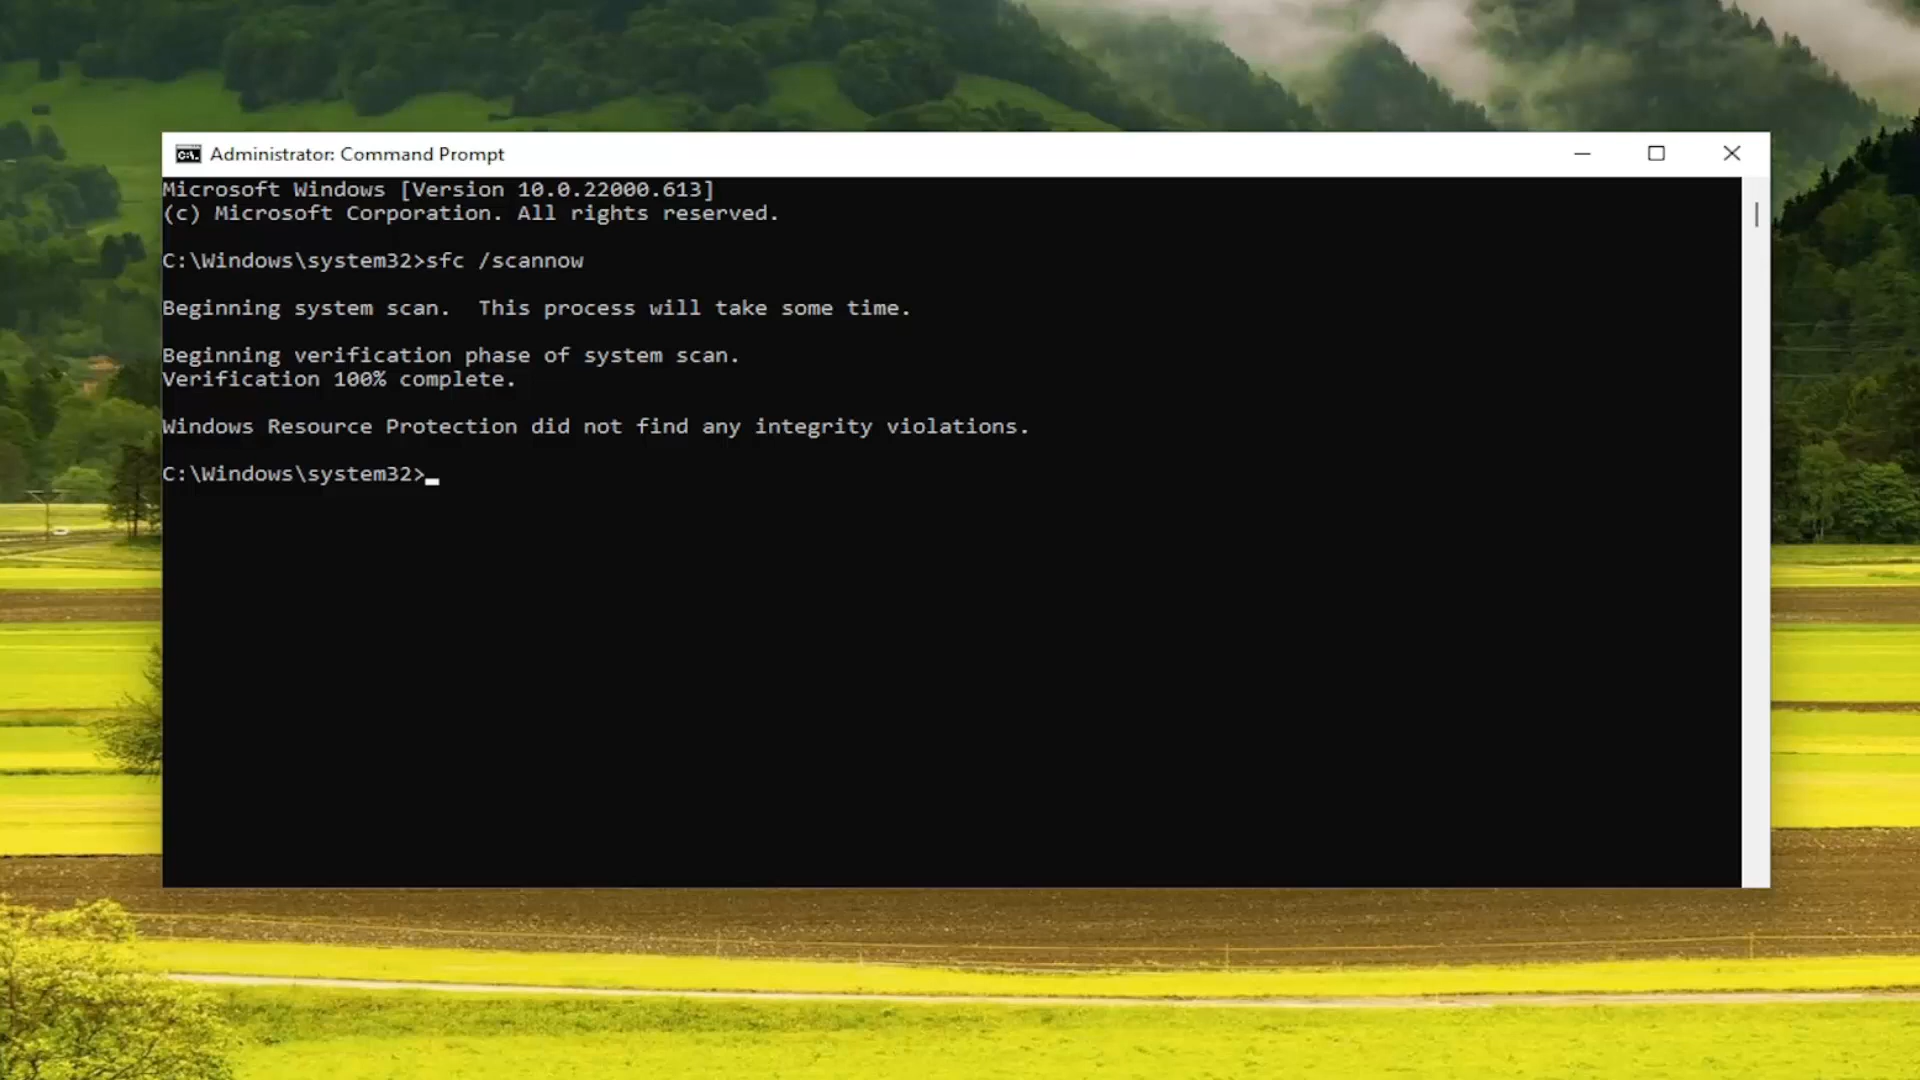 Administrator: Command Prompt
Microsoft Windows [Version 10.0.22000.613]
(c) Microsoft Corporation. All rights reserved.
C:\Windows\system32>sfc /scannow
Beginning system scan.  This process will take some time.
Beginning verification phase of system scan.
Verification 100% complete.
Windows Resource Protection did not find any integrity violations.
C:\Windows\system32>